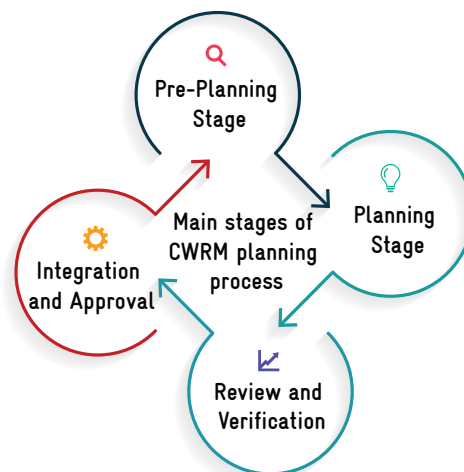 Pre-Planning
Stage
Planning
Stage
Main stages of
CWRM planning
process
Integration
and Approval
Review and
Verification